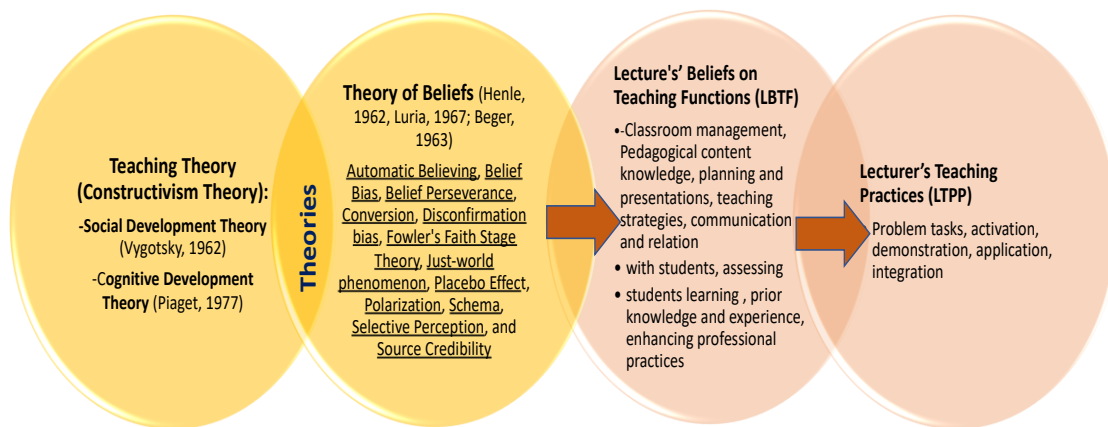 Teaching Theory
(Constructivism Theory):
-Social Development Theory
(Vygotsky, 1962)
-Cognitive Development
Theory (Piaget, 1977)
Theories
Theory of Beliefs (Henle,
1962, Luria, 1967; Beger,
1963)
Automatic Believing, Belief
Bias, Belief Perseverance,
Conversion, Disconfirmation
bias, Fowler's Faith Stage
Theory, Just-world
phenomenon, Placebo Effect,
Polarization, Schema,
Selective Perception, and
Source Credibility
Lecture's' Beliefs on
Teaching Functions (LBTF)
•-Classroom management,
Pedagogical content
knowledge, planning and
presentations, teaching
strategies, communication
and relation
• with students, assessing
• students learning , prior
knowledge and experience,
enhancing professional
practices
Lecturer's Teaching
Practices (LTPP)
Problem tasks, activation,
demonstration, application,
integration